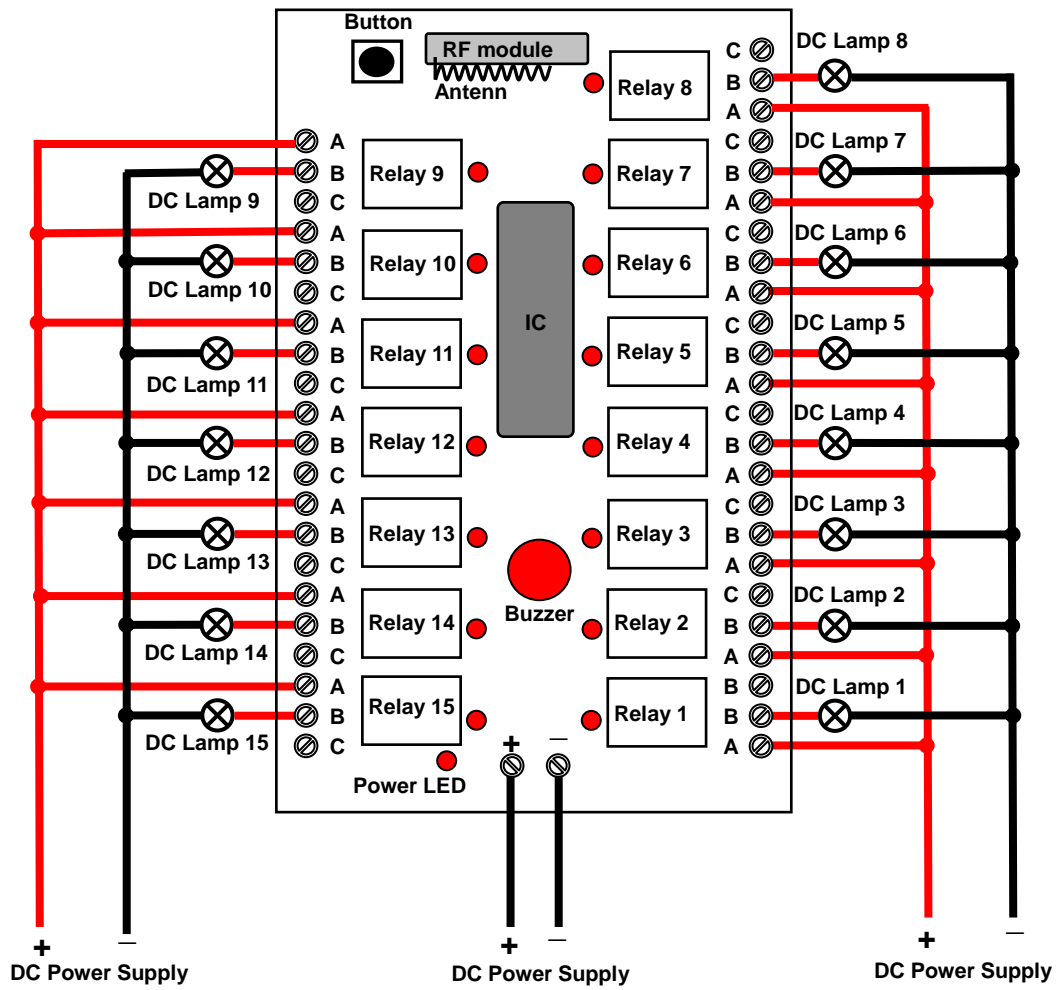 Button
RF module
Antenn
Relay 8
C
B
A
DC Lamp 8
A
B
C
DC Lamp 9
Relay 9
Relay 7
C
B
A
DC Lamp 7
A
B
C
DC Lamp 10
Relay 10
Relay 6
C
B
A
DC Lamp 6
A
B
C
DC Lamp 11
Relay 11
IC
Relay 5
C
B
A
DC Lamp 5
A
B
C
DC Lamp 12
Relay 12
Relay 4
C
B
A
DC Lamp 4
A
B
C
DC Lamp 13
Relay 13
Relay 3
C
B
A
DC Lamp 3
A
B
C
DC Lamp 14
Relay 14
Buzzer
Relay 2
C
B
A
DC Lamp 2
A
B
C
DC Lamp 15
Relay 15
Relay 1
B
B
A
DC Lamp 1
Power LED
+ −
+ −
DC Power Supply
+ −
DC Power Supply
+ −
DC Power Supply